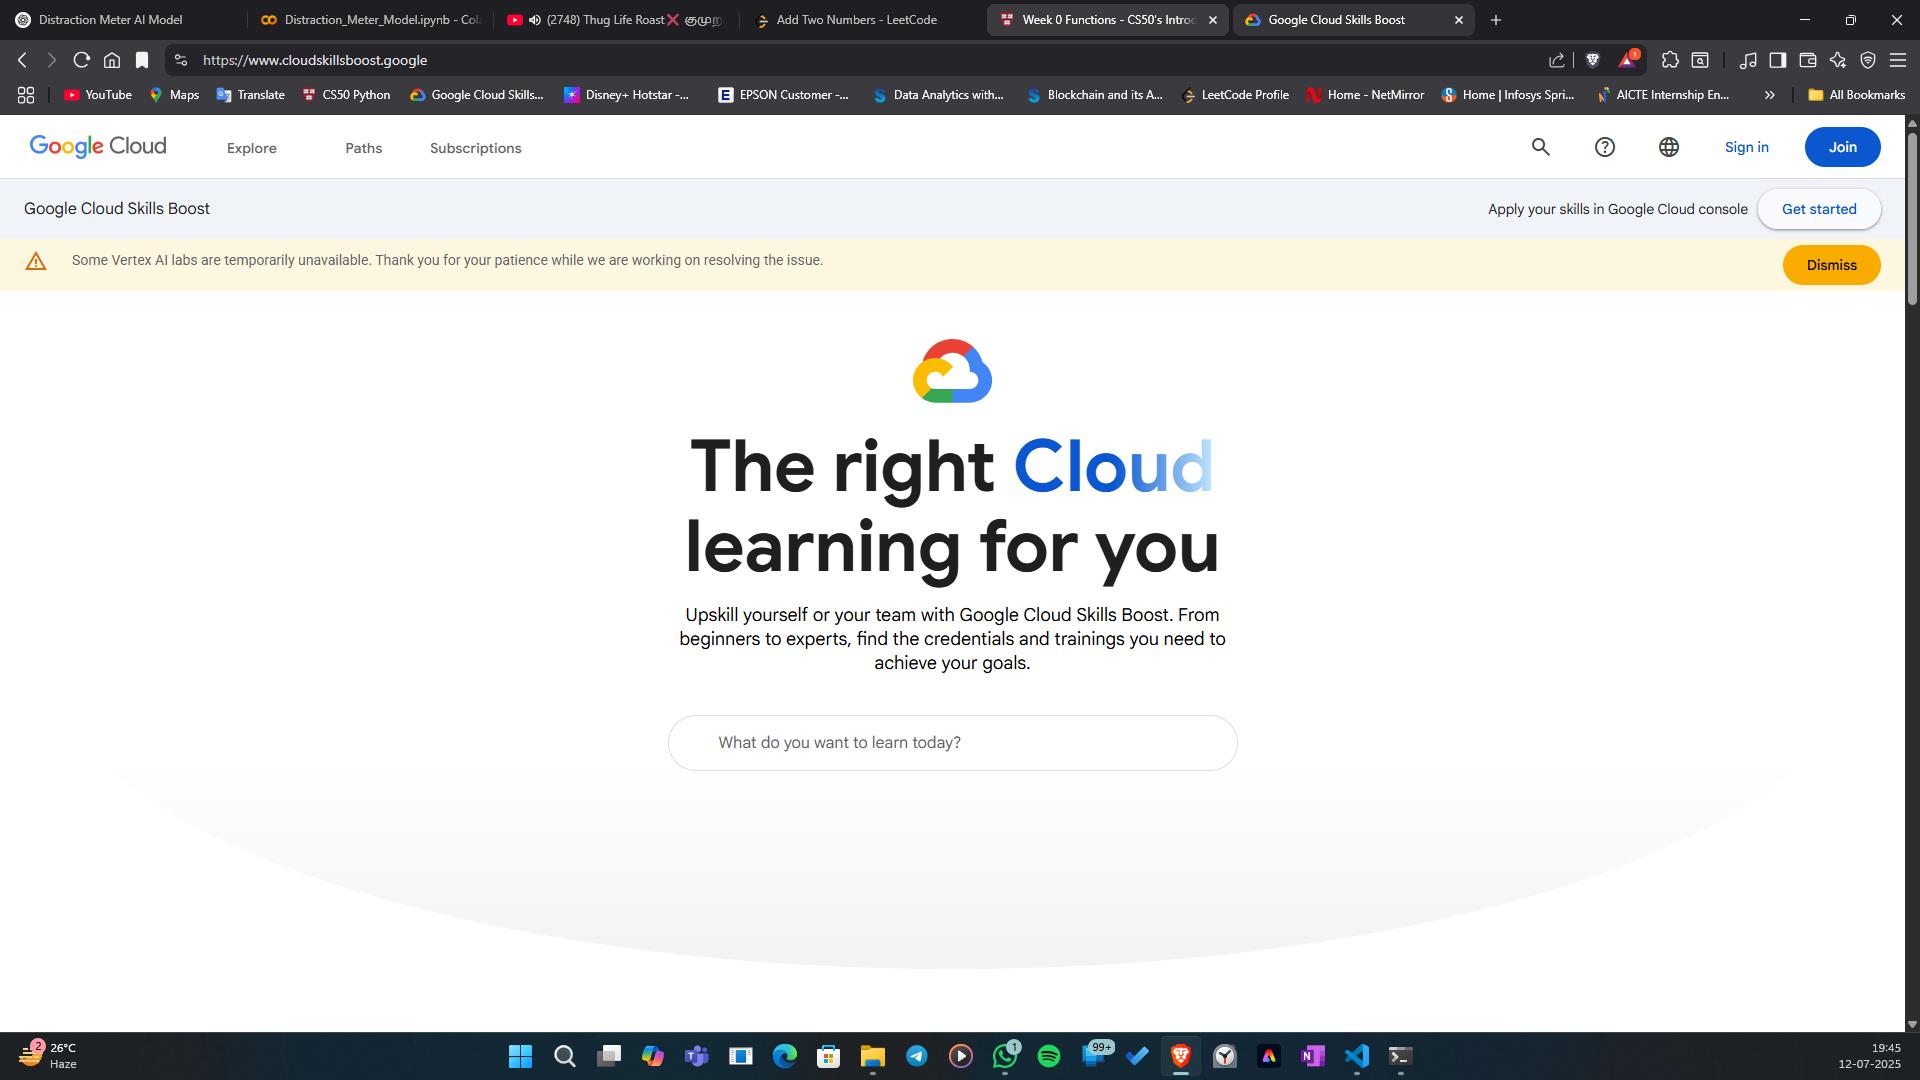 Distraction Meter AI Model
Distraction_Meter_Model.ipynb - Col
(2748) Thug Life Roast❌ குமுற
Add Two Numbers - LeetCode
Week 0 Functions - CS50's Introd
Google Cloud Skills Boost
https://www.cloudskillsboost.google
1
YouTube
Maps
Translate
CS50 Python
Google Cloud Skills...
Disney+ Hotstar -...
EPSON Customer -...
Data Analytics with...
Blockchain and its A...
LeetCode Profile
Home - NetMirror
Home | Infosys Spri...
AICTE Internship En...
All Bookmarks
Google Cloud
Explore
Paths
Subscriptions
Sign in
Join
Google Cloud Skills Boost
Apply your skills in Google Cloud console
Get started
Some Vertex AI labs are temporarily unavailable. Thank you for your patience while we are working on resolving the issue.
Dismiss
The right Cloud
learning for you
Upskill yourself or your team with Google Cloud Skills Boost. From
beginners to experts, find the credentials and trainings you need to
achieve your goals.
What do you want to learn today?
2
26°C
Haze
1
99+
19:45
12-07-2025